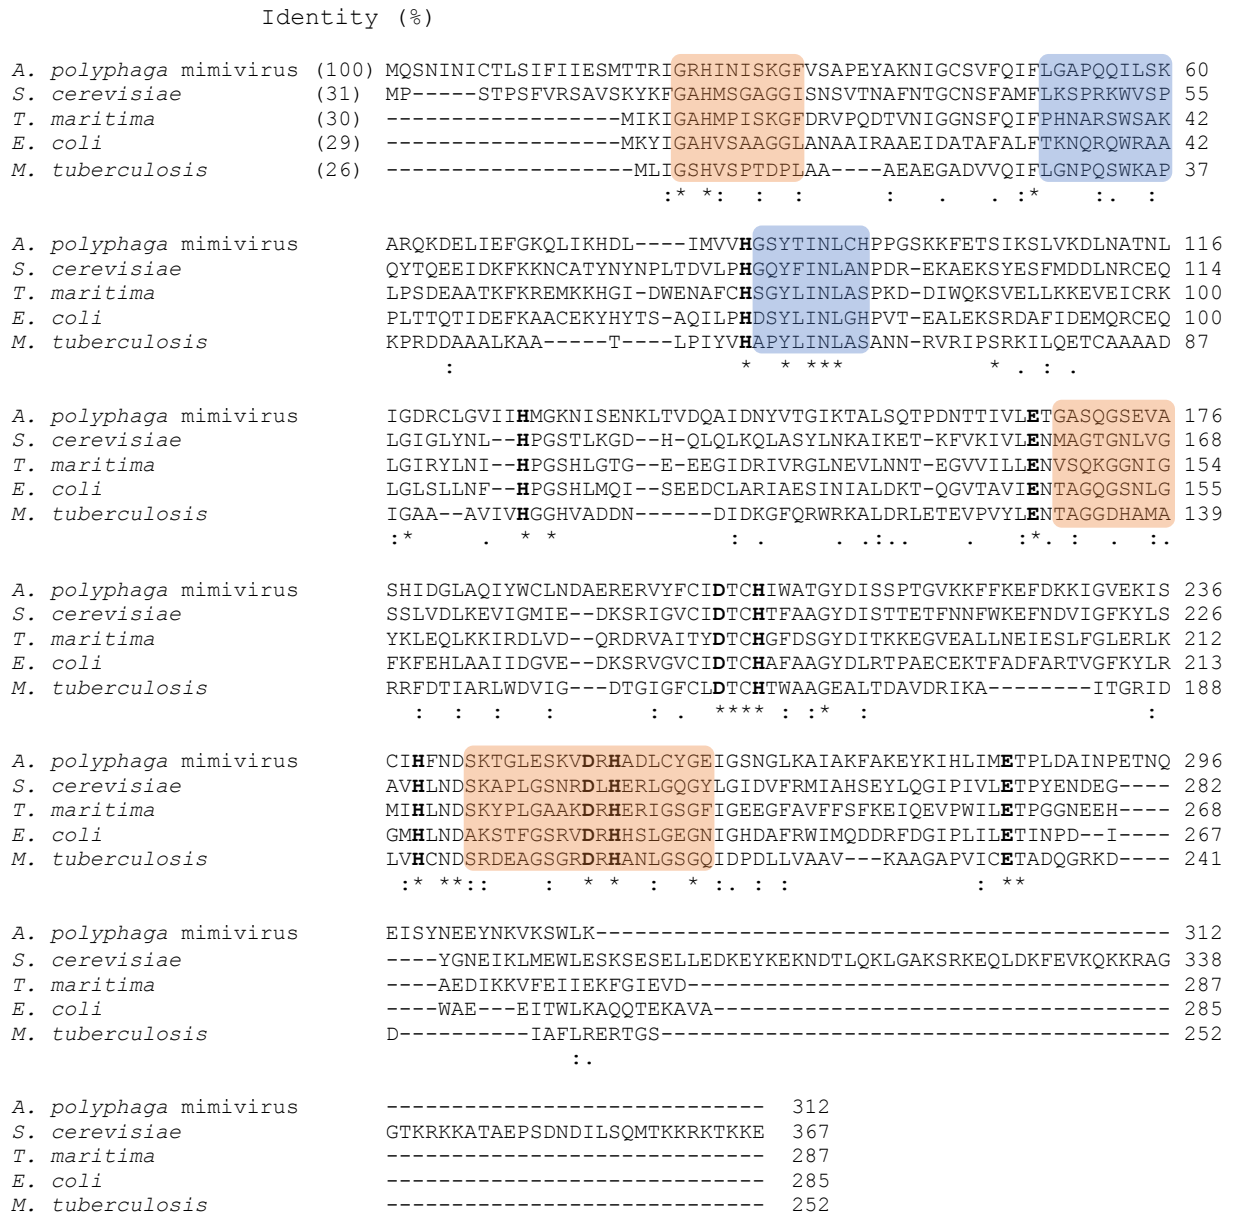 Identity (%)
A. polyphaga mimivirus (100) MQSNINICTLSIFIIESMTTRIGRHINISKGFVSAPEYAKNIGCSVFQIFLGAPQQILSK 60
S. cerevisiae (31) MP-----STPSFVRSAVSKYKFGAHMSGAGGISNSVTNAFNTGCNSFAMFLKSPRKWVSP 55
T. maritima (30) ------------------MIKIGAHMPISKGFDRVPQDTVNIGGNSFQIFPHNARSWSAK 42
E. coli (29) ------------------MKYIGAHVSAAGGLANAAIRAAEIDATAFALFTKNQRQWRAA 42
M. tuberculosis (26) -------------------MLIGSHVSPTDPLAA----AEAEGADVVQIFLGNPQSWKAP 37
:* *: : : : . . :* :. :
A. polyphaga mimivirus ARQKDELIEFGKQLIKHDL----IMVVHGSYTINLCHPPGSKKFETSIKSLVKDLNATNL 116
S. cerevisiae QYTQEEIDKFKKNCATYNYNPLTDVLPHGQYFINLANPDR-EKAEKSYESFMDDLNRCEQ 114
T. maritima LPSDEAATKFKREMKKHGI-DWENAFCHSGYLINLASPKD-DIWQKSVELLKKEVEICRK 100
E. coli PLTTQTIDEFKAACEKYHYTS-AQILPHDSYLINLGHPVT-EALEKSRDAFIDEMQRCEQ 100
M. tuberculosis KPRDDAAALKAA-----T----LPIYVHAPYLINLASANN-RVRIPSRKILQETCAAAAD 87
: * * *** * . : .
A. polyphaga mimivirus IGDRCLGVIIHMGKNISENKLTVDQAIDNYVTGIKTALSQTPDNTTIVLETGASQGSEVA 176
S. cerevisiae LGIGLYNL--HPGSTLKGD--H-QLQLKQLASYLNKAIKET-KFVKIVLENMAGTGNLVG 168
T. maritima LGIRYLNI--HPGSHLGTG--E-EEGIDRIVRGLNEVLNNT-EGVVILLENVSQKGGNIG 154
E. coli LGLSLLNF--HPGSHLMQI--SEEDCLARIAESINIALDKT-QGVTAVIENTAGQGSNLG 155
M. tuberculosis IGAA--AVIVHGGHVADDN------DIDKGFQRWRKALDRLETEVPVYLENTAGGDHAMA 139
:* . * * : . . .:.. . :*. : . :.
A. polyphaga mimivirus SHIDGLAQIYWCLNDAERERVYFCIDTCHIWATGYDISSPTGVKKFFKEFDKKIGVEKIS 236
S. cerevisiae SSLVDLKEVIGMIE--DKSRIGVCIDTCHTFAAGYDISTTETFNNFWKEFNDVIGFKYLS 226
T. maritima YKLEQLKKIRDLVD--QRDRVAITYDTCHGFDSGYDITKKEGVEALLNEIESLFGLERLK 212
E. coli FKFEHLAAIIDGVE--DKSRVGVCIDTCHAFAAGYDLRTPAECEKTFADFARTVGFKYLR 213
M. tuberculosis RRFDTIARLWDVIG---DTGIGFCLDTCHTWAAGEALTDAVDRIKA--------ITGRID 188
: : : : : . **** : :* : :
A. polyphaga mimivirus CIHFNDSKTGLESKVDRHADLCYGEIGSNGLKAIAKFAKEYKIHLIMETPLDAINPETNQ 296
S. cerevisiae AVHLNDSKAPLGSNRDLHERLGQGYLGIDVFRMIAHSEYLQGIPIVLETPYENDEG---- 282
T. maritima MIHLNDSKYPLGAAKDRHERIGSGFIGEEGFAVFFSFKEIQEVPWILETPGGNEEH---- 268
E. coli GMHLNDAKSTFGSRVDRHHSLGEGNIGHDAFRWIMQDDRFDGIPLILETINPD--I---- 267
M. tuberculosis LVHCNDSRDEAGSGRDRHANLGSGQIDPDLLVAAV---KAAGAPVICETADQGRKD---- 241
:* **:: : * * : * :. : : : **
A. polyphaga mimivirus EISYNEEYNKVKSWLK-------------------------------------------- 312
S. cerevisiae ----YGNEIKLMEWLESKSESELLEDKEYKEKNDTLQKLGAKSRKEQLDKFEVKQKKRAG 338
T. maritima ----AEDIKKVFEIIEKFGIEVD------------------------------------- 287
E. coli ----WAE---EITWLKAQQTEKAVA----------------------------------- 285
M. tuberculosis D----------IAFLRERTGS--------------------------------------- 252
:.
A. polyphaga mimivirus ----------------------------- 312
S. cerevisiae GTKRKKATAEPSDNDILSQMTKKRKTKKE 367
T. maritima ----------------------------- 287
E. coli ----------------------------- 285
M. tuberculosis ----------------------------- 252